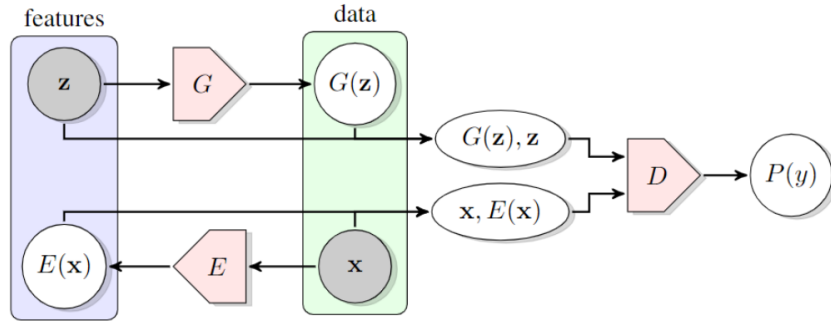 features
data
z
G
G(z)
G(z), z
D
P(y)
x, E(x)
E(x)
E
x